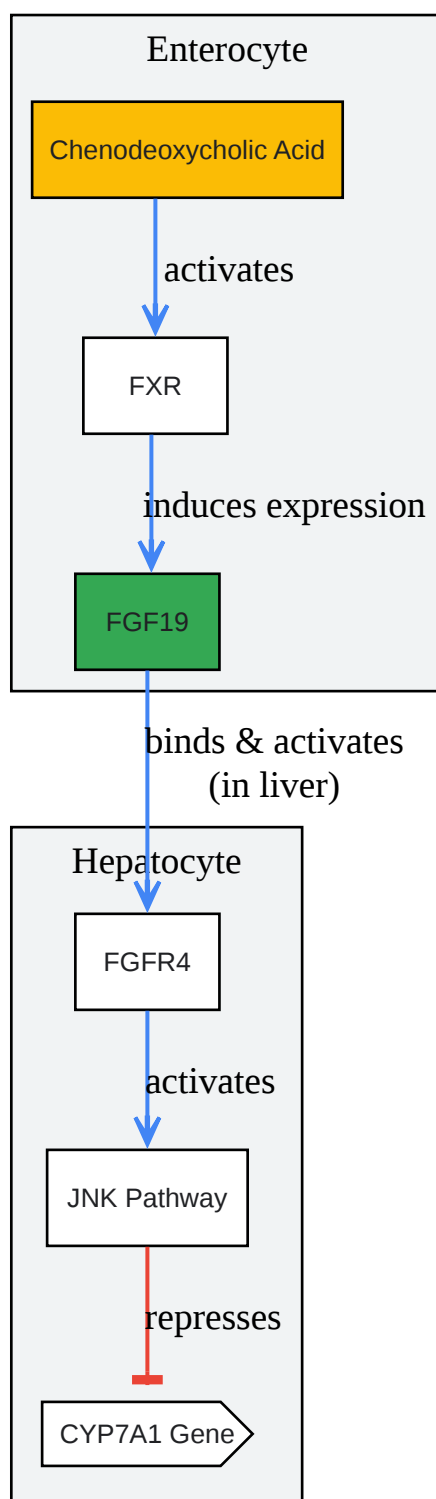 Enterocyte
Chenodeoxycholic Acid
activates
FXR
induces expression
FGF19
binds & activates
(in liver)
Hepatocyte
FGFR4
activates
JNK Pathway
represses
CYP7A1 Gene